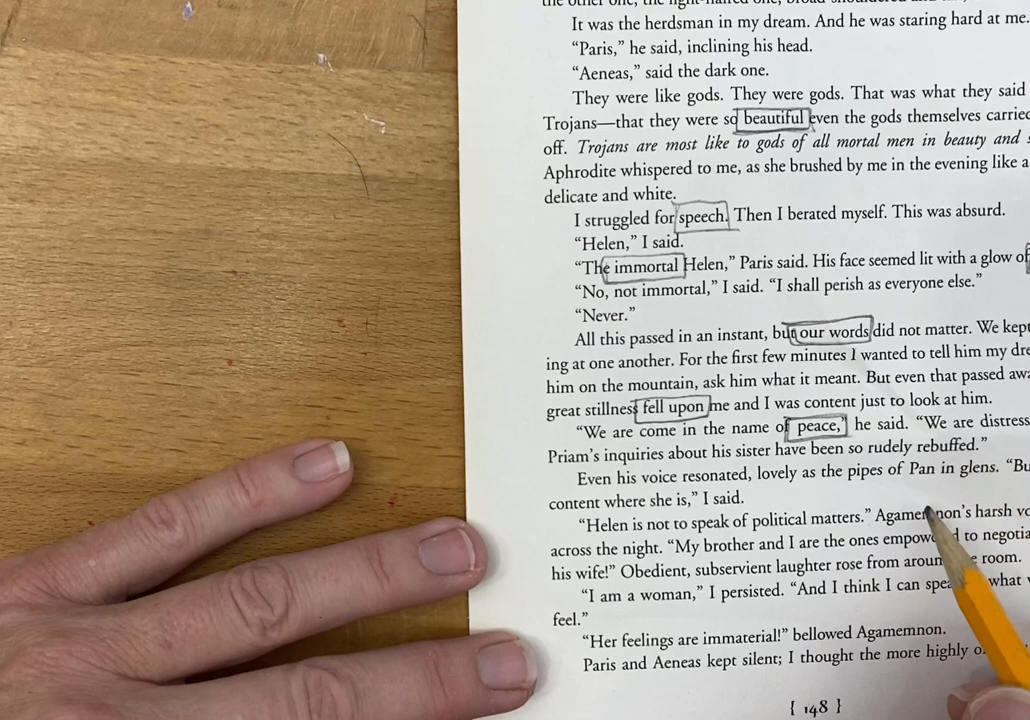 It was the herdsman in my dream. And he was staring hard at me.
“Paris,” he said, inclining his head.
“Aeneas,” said the dark one.
They were like gods. They were gods. That was what they said
Trojans—that they were so beautiful even the gods themselves carried
off. Trojans are most like to gods of all mortal men in beauty and
Aphrodite whispered to me, as she brushed by me in the evening like a
delicate and white.
I struggled for speech. Then I berated myself. This was absurd.
“Helen,” I said.
“The immortal Helen,” Paris said. His face seemed lit with a glow of
“No, not immortal,” I said. “I shall perish as everyone else.”
“Never.”
All this passed in an instant, but our words did not matter. We kept
ing at one another. For the first few minutes I wanted to tell him my
him on the mountain, ask him what it meant. But even that passed
great stillness fell upon me and I was content just to look at him.
“We are come in the name of peace,” he said. “We are
Priam’s inquiries about his sister have been so rudely rebuffed.”
Even his voice resonated, lovely as the pipes of Pan in glens.
content where she is,” I said.
“Helen is not to speak of political matters.” Agamemnon’s harsh
across the night. “My brother and I are the ones to
his wife!” Obedient, subservient laughter rose from room.
“I am a woman,” I persisted. “And I think I can what
feel.”
“Her feelings are immaterial!” bellowed Agamemnon.
Paris and Aeneas kept silent; I thought the more highly
{ 148 }